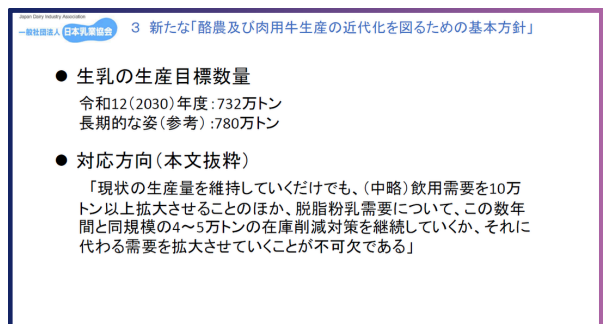 Japan Dairy Industry Association
一般社団法人 日本乳業協会
3 新たな「酪農及び肉用牛生産の近代化を図るための基本方針」
● 生乳の生産目標数量
令和12(2030)年度：732万トン
長期的な姿(参考)：780万トン
● 対応方向(本文抜粋)
「現状の生産量を維持していくだけでも、(中略)飲用需要を10万
トン以上拡大させることのほか、脱脂粉乳需要について、この数年
間と同規模の4～5万トンの在庫削減対策を継続していくか、それに
代わる需要を拡大させていくことが不可欠である」